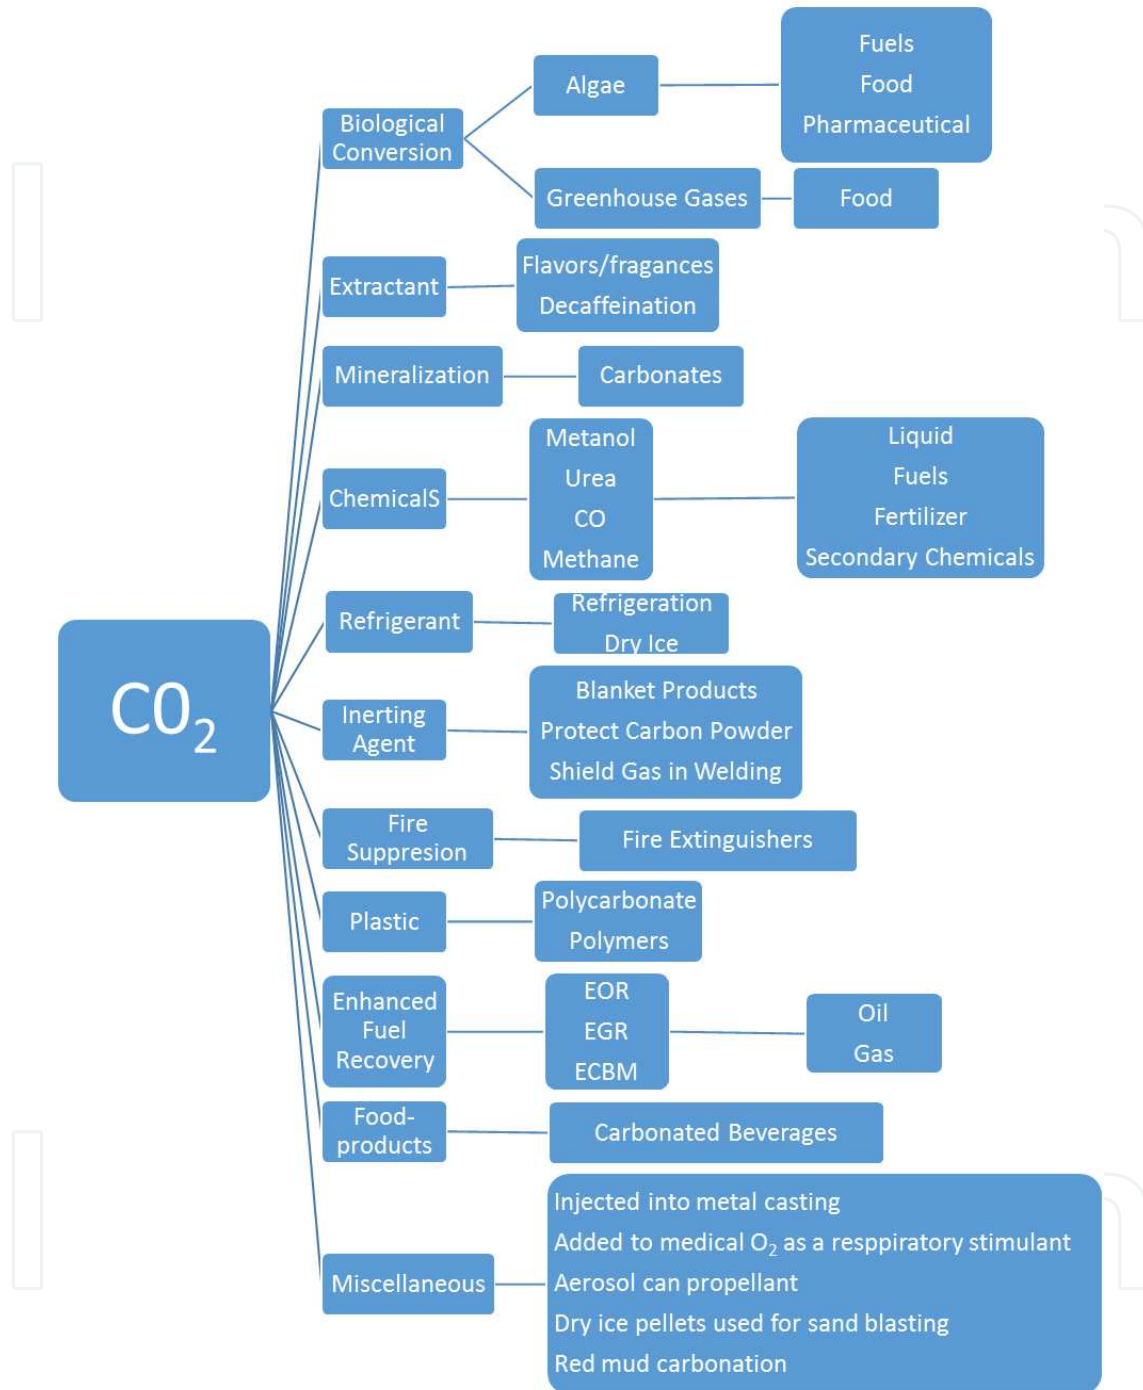 Biological
Conversion
Algae
Fuels
Food
Pharmaceutical
Greenhouse Gases
Food
Extractant
Flavors/fragances
Decaffeination
Mineralization
Carbonates
ChemicalS
Metanol
Urea
CO
Methane
Liquid
Fuels
Fertilizer
Secondary Chemicals
C0₂
Refrigerant
Refrigeration
Dry Ice
Inerting
Agent
Blanket Products
Protect Carbon Powder
Shield Gas in Welding
Fire
Suppresion
Fire Extinguishers
Plastic
Polycarbonate
Polymers
Enhanced
Fuel
Recovery
EOR
EGR
ECBM
Oil
Gas
Food-
products
Carbonated Beverages
Miscellaneous
Injected into metal casting
Added to medical O₂ as a resppiratory stimulant
Aerosol can propellant
Dry ice pellets used for sand blasting
Red mud carbonation